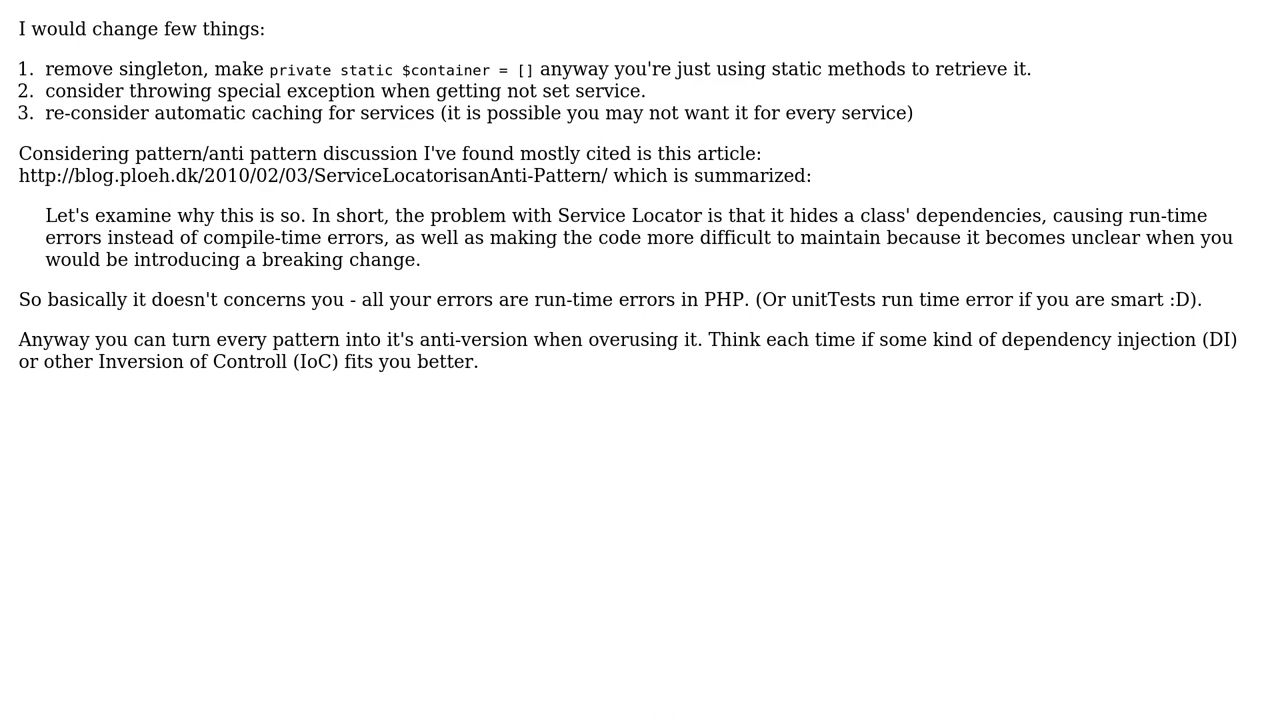 I would change few things:
1. remove singleton, make private static $container = [] anyway you're just using static methods to retrieve it.
2. consider throwing special exception when getting not set service.
3. re-consider automatic caching for services (it is possible you may not want it for every service)
Considering pattern/anti pattern discussion I've found mostly cited is this article:
http://blog.ploeh.dk/2010/02/03/ServiceLocatorisanAnti-Pattern/ which is summarized:
Let's examine why this is so. In short, the problem with Service Locator is that it hides a class' dependencies, causing run-time
errors instead of compile-time errors, as well as making the code more difficult to maintain because it becomes unclear when you
would be introducing a breaking change.
So basically it doesn't concerns you - all your errors are run-time errors in PHP. (Or unitTests run time error if you are smart :D).
Anyway you can turn every pattern into it's anti-version when overusing it. Think each time if some kind of dependency injection (DI)
or other Inversion of Controll (IoC) fits you better.